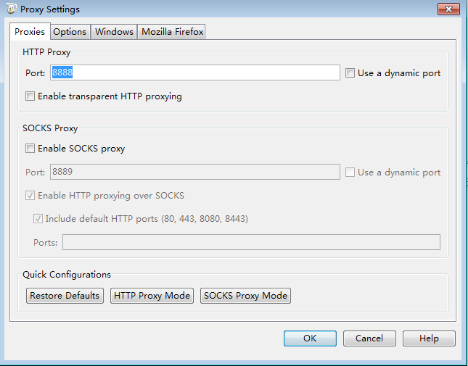 Proxy Settings
Proxies Options Windows Mozilla Firefox
HTTP Proxy
Port: 8888 Use a dynamic port
Enable transparent HTTP proxying
SOCKS Proxy
Enable SOCKS proxy
Port: 8889 Use a dynamic port
Enable HTTP proxying over SOCKS
Include default HTTP ports (80, 443, 8080, 8443)
Ports:
Quick Configurations
Restore Defaults HTTP Proxy Mode SOCKS Proxy Mode
OK Cancel Help